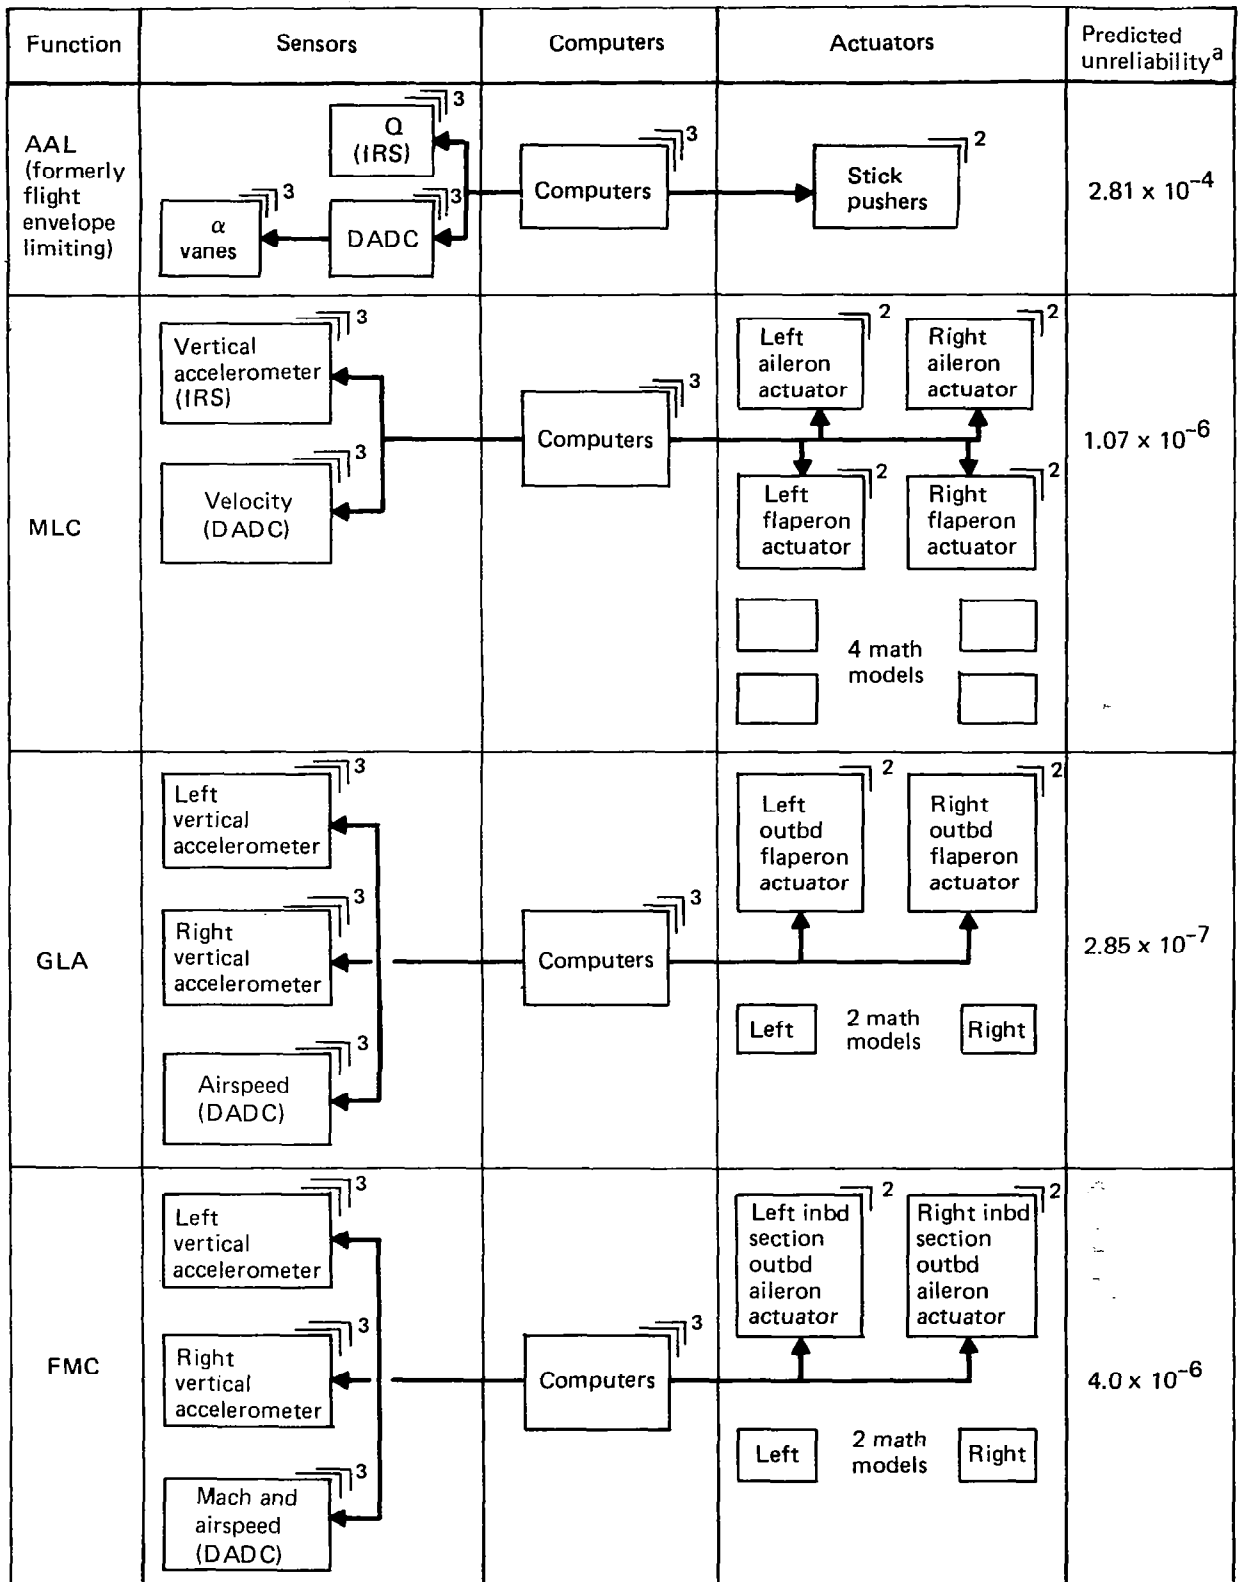 Function
Sensors
Computers
Actuators
Predicted
unreliability a
AAL
(formerly
flight
envelope
limiting)
3
Q
(IRS)
3
α
vanes
3
DADC
3
Computers
2
Stick
pushers
2.81 x 10−4
MLC
3
Vertical
accelerometer
(IRS)
3
Velocity
(DADC)
3
Computers
2
Left
aileron
actuator
2
Right
aileron
actuator
2
Left
flaperon
actuator
2
Right
flaperon
actuator
4 math
models
1.07 x 10−6
GLA
3
Left
vertical
accelerometer
3
Right
vertical
accelerometer
3
Airspeed
(DADC)
3
Computers
2
Left
outbd
flaperon
actuator
2
Right
outbd
flaperon
actuator
Left
2 math
models
Right
2.85 x 10−7
FMC
3
Left
vertical
accelerometer
3
Right
vertical
accelerometer
3
Mach and
airspeed
(DADC)
3
Computers
2
Left inbd
section
outbd
aileron
actuator
2
Right inbd
section
outbd
aileron
actuator
Left
2 math
models
Right
4.0 x 10−6